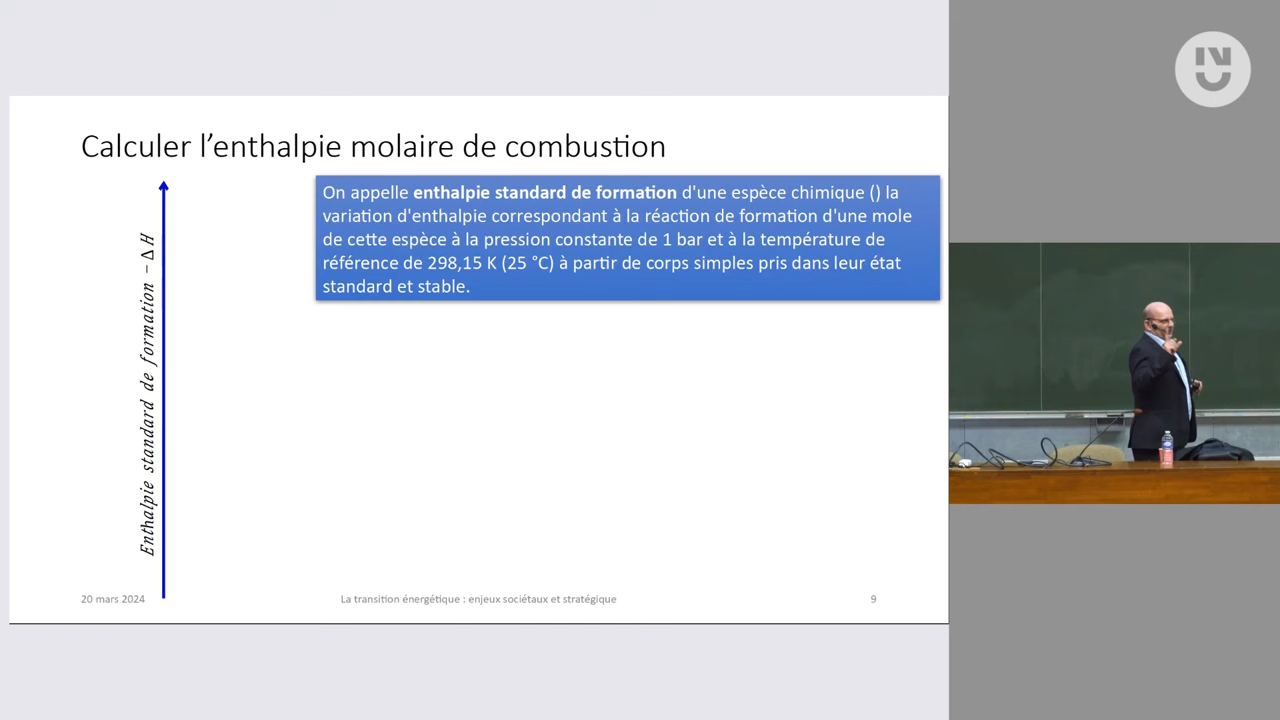 Calculer l’enthalpie molaire de combustion
On appelle enthalpie standard de formation d'une espèce chimique () la
variation d'enthalpie correspondant à la réaction de formation d'une mole
de cette espèce à la pression constante de 1 bar et à la température de
référence de 298,15 K (25 °C) à partir de corps simples pris dans leur état
standard et stable.
Enthalpie standard de formation − Δ H
20 mars 2024
La transition énergétique : enjeux sociétaux et stratégique
9